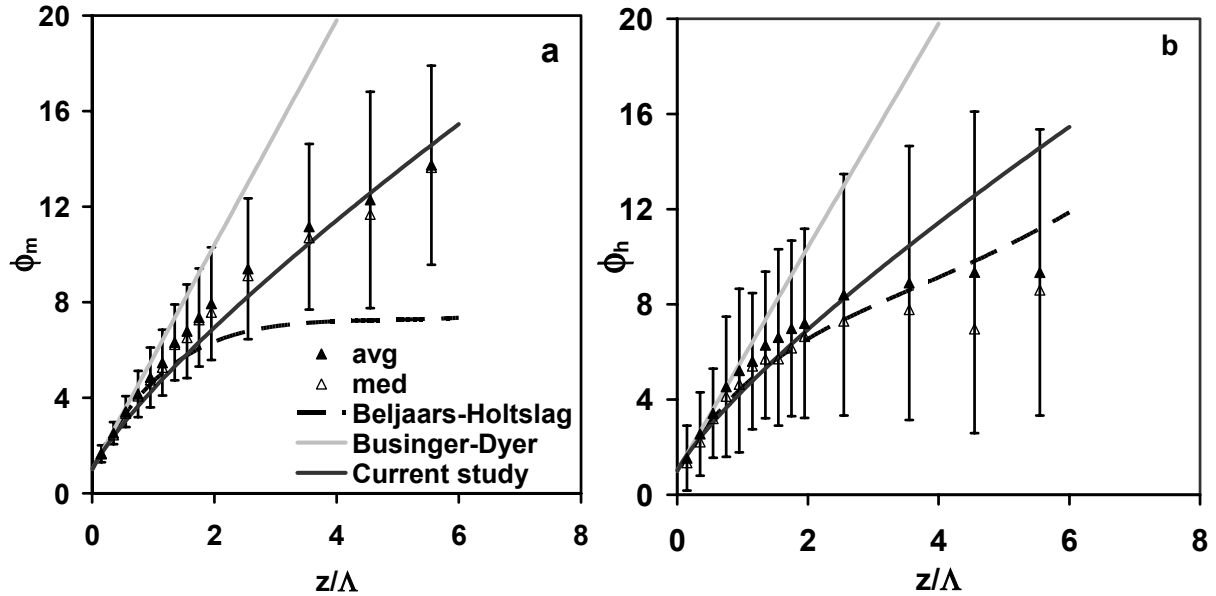 a
20
16
12
8
4
0
ϕm
0 2 4 6 8
z/Λ
avg
med
Beljaars-Holtslag
Businger-Dyer
Current study
b
20
16
12
8
4
0
ϕh
0 2 4 6 8
z/Λ